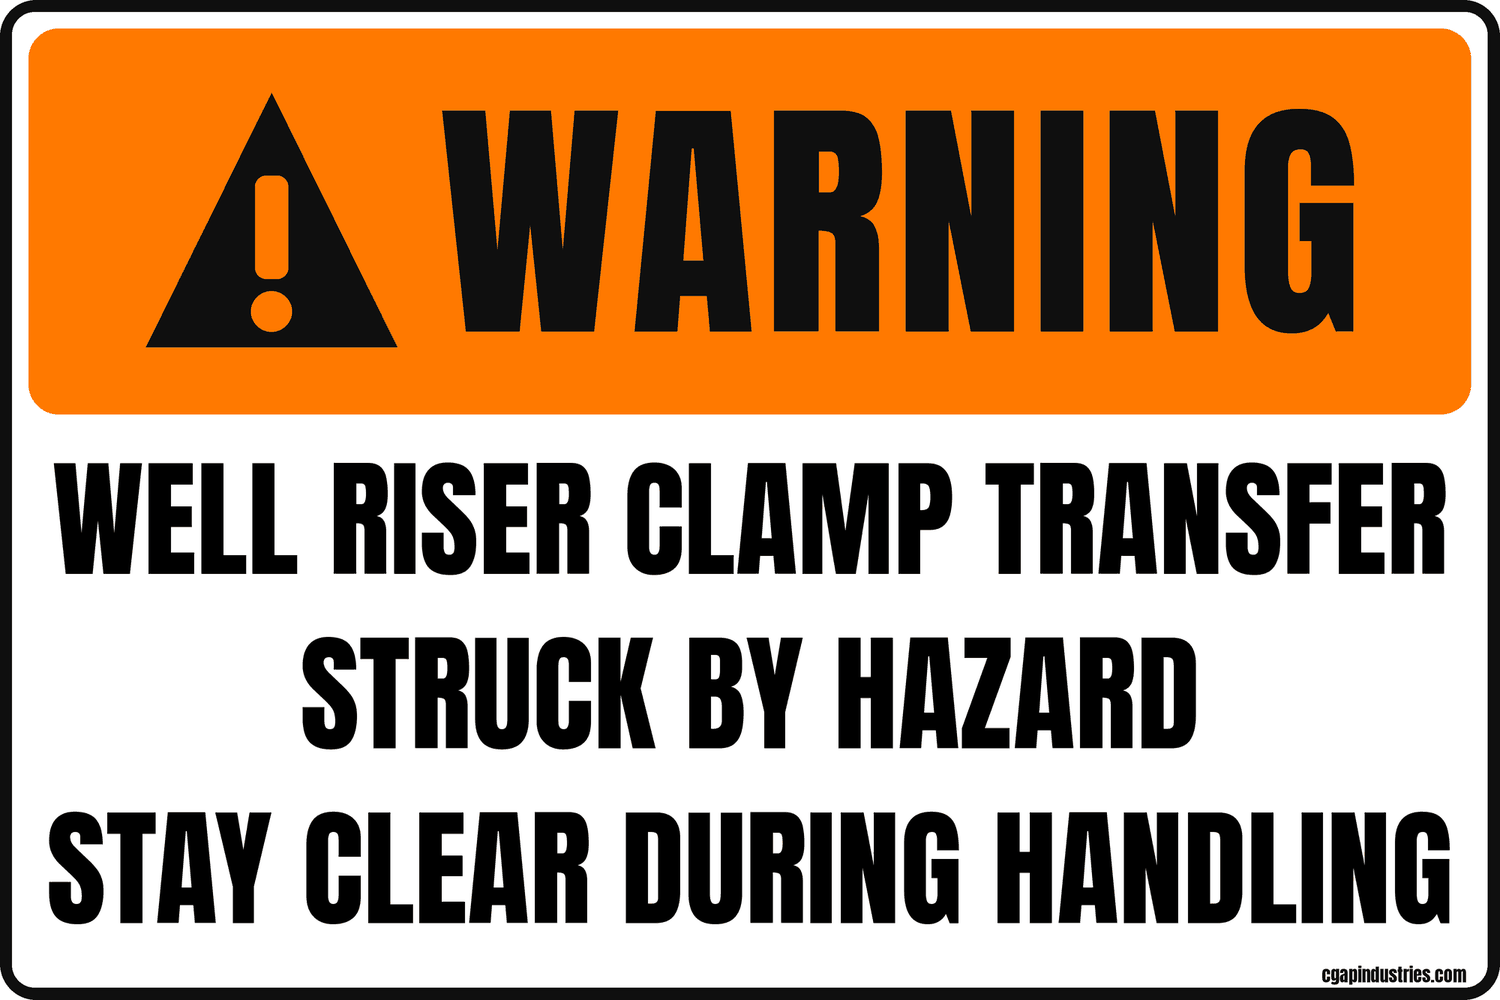 WARNING
WELL RISER CLAMP TRANSFER
STRUCK BY HAZARD
STAY CLEAR DURING HANDLING
cgapindustries.com